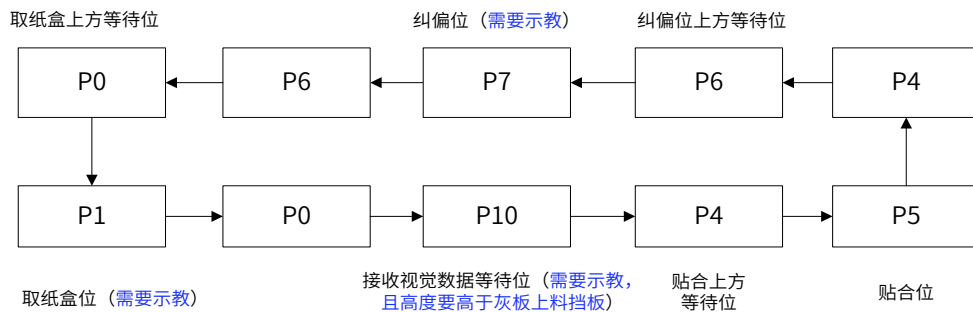 取纸盒上方等待位
纠偏位（需要示教）
纠偏位上方等待位
P0
P6
P7
P6
P4
P1
P0
P10
P4
P5
取纸盒位（需要示教）
接收视觉数据等待位（需要示教，
且高度要高于灰板上料挡板）
贴合上方
等待位
贴合位